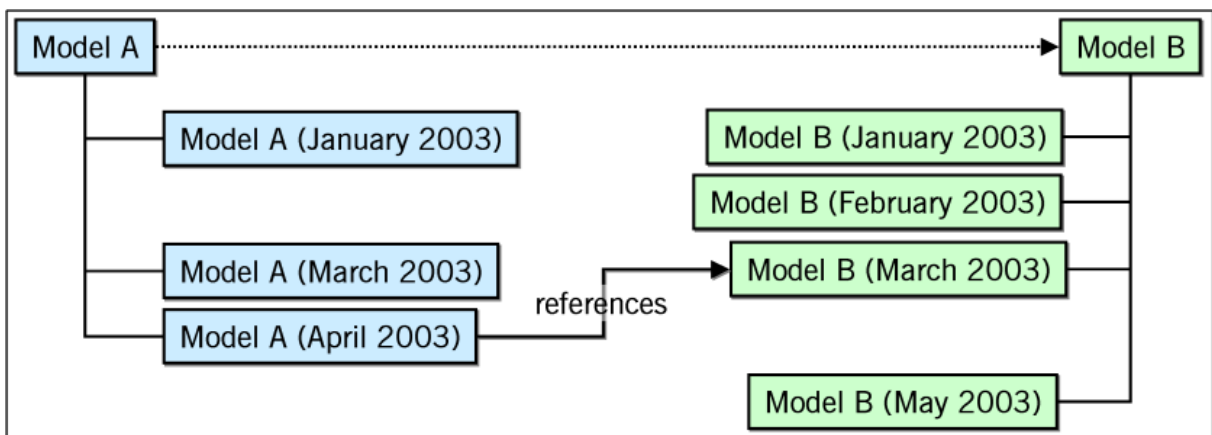 Model A
Model B
Model A (January 2003)
Model B (January 2003)
Model B (February 2003)
Model A (March 2003)
Model B (March 2003)
references
Model A (April 2003)
Model B (May 2003)